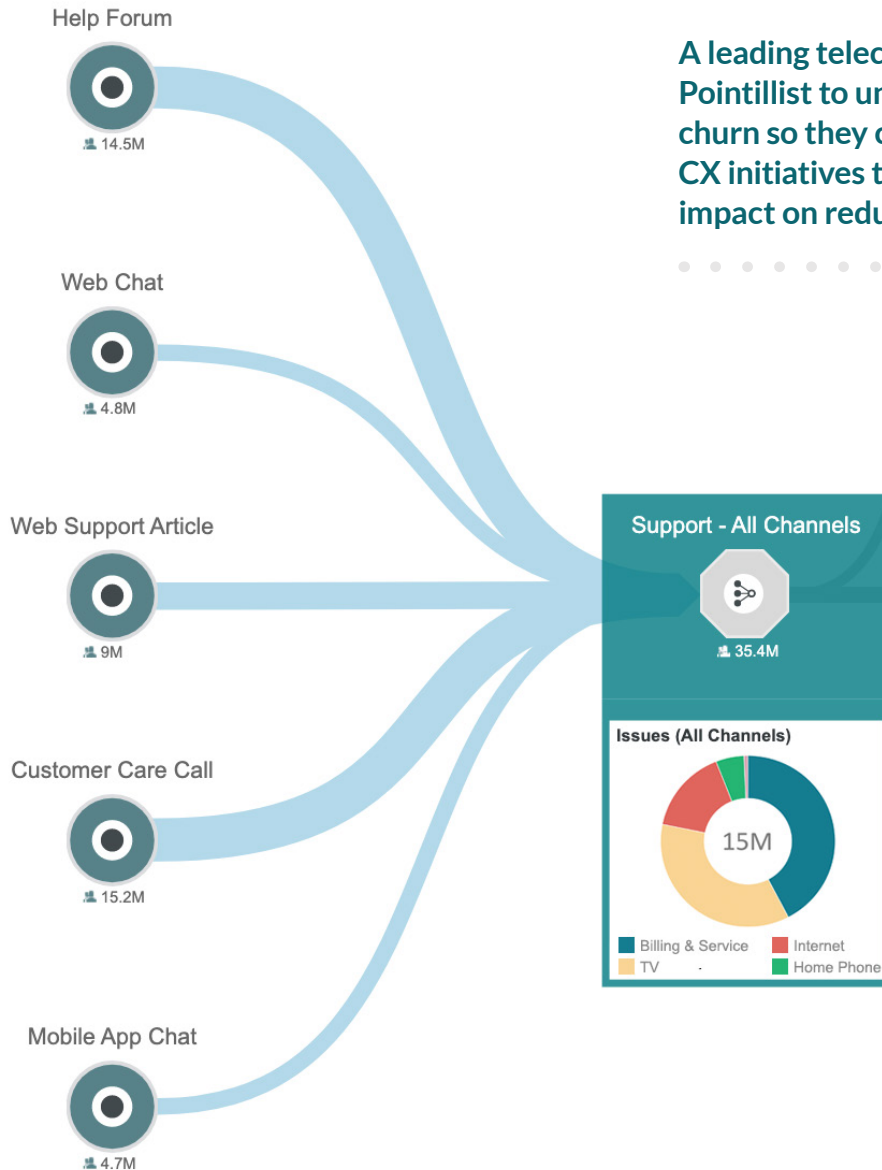 Help Forum
14.5M
A leading telec
Pointillist to un
churn so they c
CX initiatives t
impact on redu
Web Chat
4.8M
Web Support Article
9M
Support - All Channels
35.4M
Customer Care Call
15.2M
Issues (All Channels)
15M
Billing & Service
Internet
TV
Home Phone
Mobile App Chat
4.7M